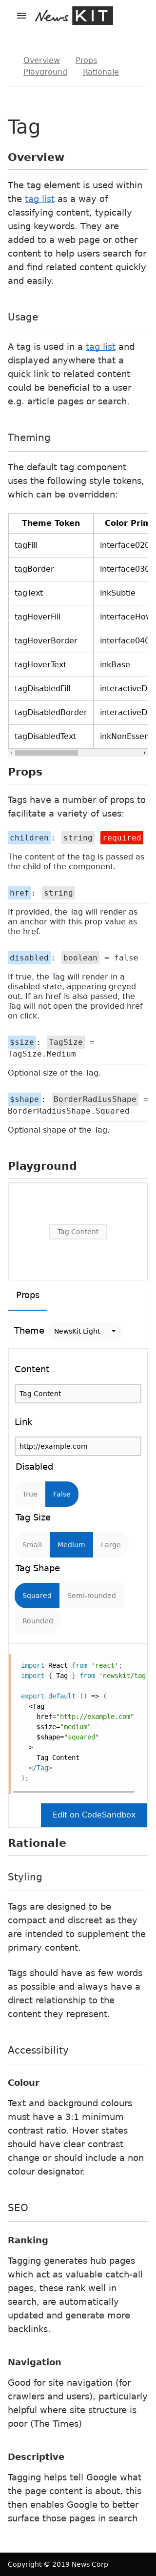 News KIT
Overview Props
Playground Rationale
Tag
Overview
The tag element is used within
the tag list as a way of
classifying content, typically
using keywords. They are
added to a web page or other
content to help users search for
and find related content quickly
and easily.
Usage
A tag is used in a tag list and
displayed anywhere that a
quick link to related content
could be beneficial to a user
e.g. article pages or search.
Theming
The default tag component
uses the following style tokens,
which can be overridden:
Theme Token Color Prim
tagFill interface020
tagBorder interface030
tagText inkSubtle
tagHoverFill interfaceHov
tagHoverBorder interface040
tagHoverText inkBase
tagDisabledFill interactiveDi
tagDisabledBorder interactiveDi
tagDisabledText inkNonEssen
Props
Tags have a number of props to
facilitate a variety of uses:
children: string required
The content of the tag is passed as
the child of the component.
href: string
If provided, the Tag will render as
an anchor with this prop value as
the href.
disabled: boolean = false
If true, the Tag will render in a
disabled state, appearing greyed
out. If an href is also passed, the
Tag will not open the provided href
on click.
$size: TagSize =
TagSize.Medium
Optional size of the Tag.
$shape: BorderRadiusShape =
BorderRadiusShape.Squared
Optional shape of the Tag.
Playground
Tag Content
Props
Theme NewsKit Light
Content
Tag Content
Link
http://example.com
Disabled
True False
Tag Size
Small Medium Large
Tag Shape
Squared Semi-rounded
Rounded
import React from 'react';
import { Tag } from 'newskit/tag
export default () => (
<Tag
href="http://example.com"
$size="medium"
$shape="squared"
>
Tag Content
</Tag>
);
Edit on CodeSandbox
Rationale
Styling
Tags are designed to be
compact and discreet as they
are intended to supplement the
primary content.
Tags should have as few words
as possible and always have a
direct relationship to the
content they represent.
Accessibility
Colour
Text and background colours
must have a 3:1 minimum
contrast ratio. Hover states
should have clear contrast
change or should include a non
colour designator.
SEO
Ranking
Tagging generates hub pages
which act as valuable catch-all
pages, these rank well in
search, are automatically
updated and generate more
backlinks.
Navigation
Good for site navigation (for
crawlers and users), particularly
helpful where site structure is
poor (The Times)
Descriptive
Tagging helps tell Google what
the page content is about, this
then enables Google to better
surface those pages in search
Copyright © 2019 News Corp